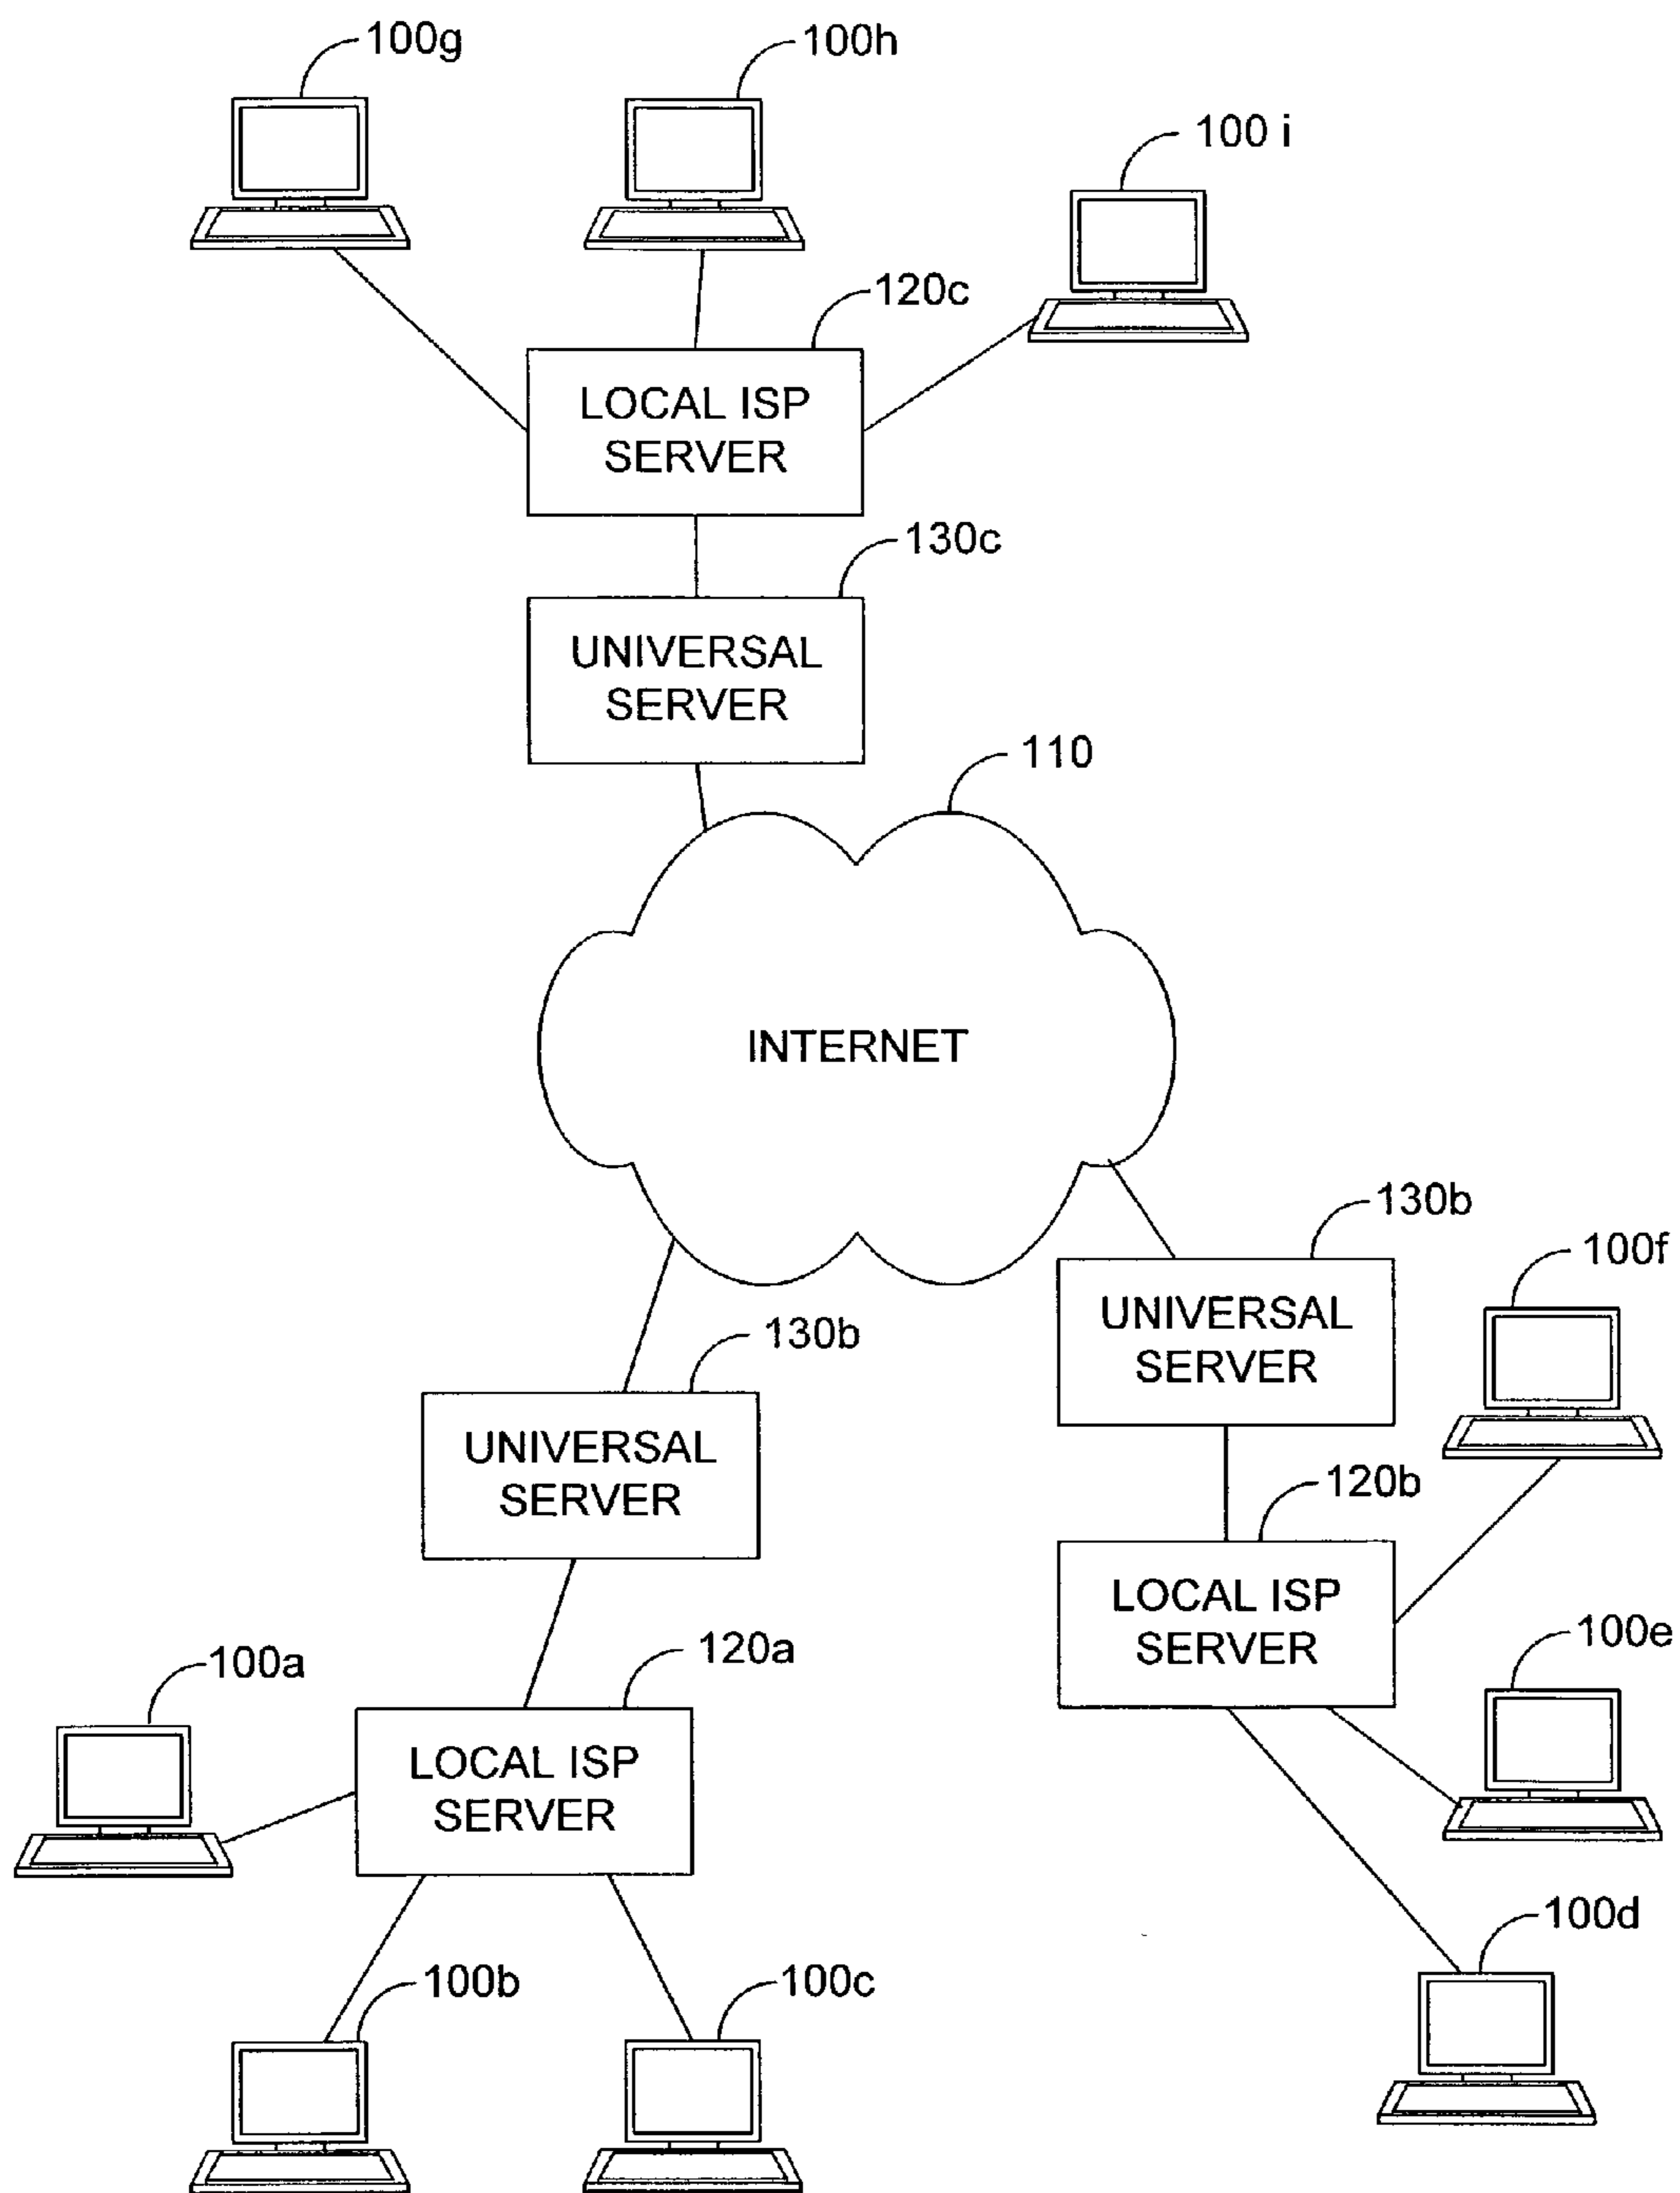 100g
100h
100 i
120c
LOCAL ISP
SERVER
130c
UNIVERSAL
SERVER
110
INTERNET
130b
100f
UNIVERSAL
SERVER
130b
UNIVERSAL
SERVER
120b
LOCAL ISP
SERVER
100e
120a
100a
LOCAL ISP
SERVER
100d
100b
100c